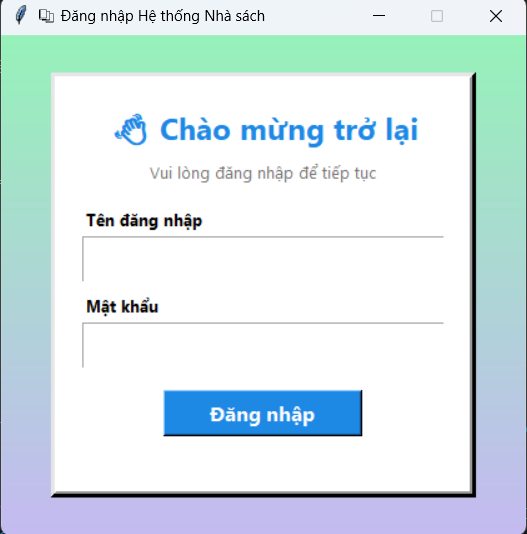 Đăng nhập Hệ thống Nhà sách
Chào mừng trở lại
Vui lòng đăng nhập để tiếp tục
Tên đăng nhập
Mật khẩu
Đăng nhập